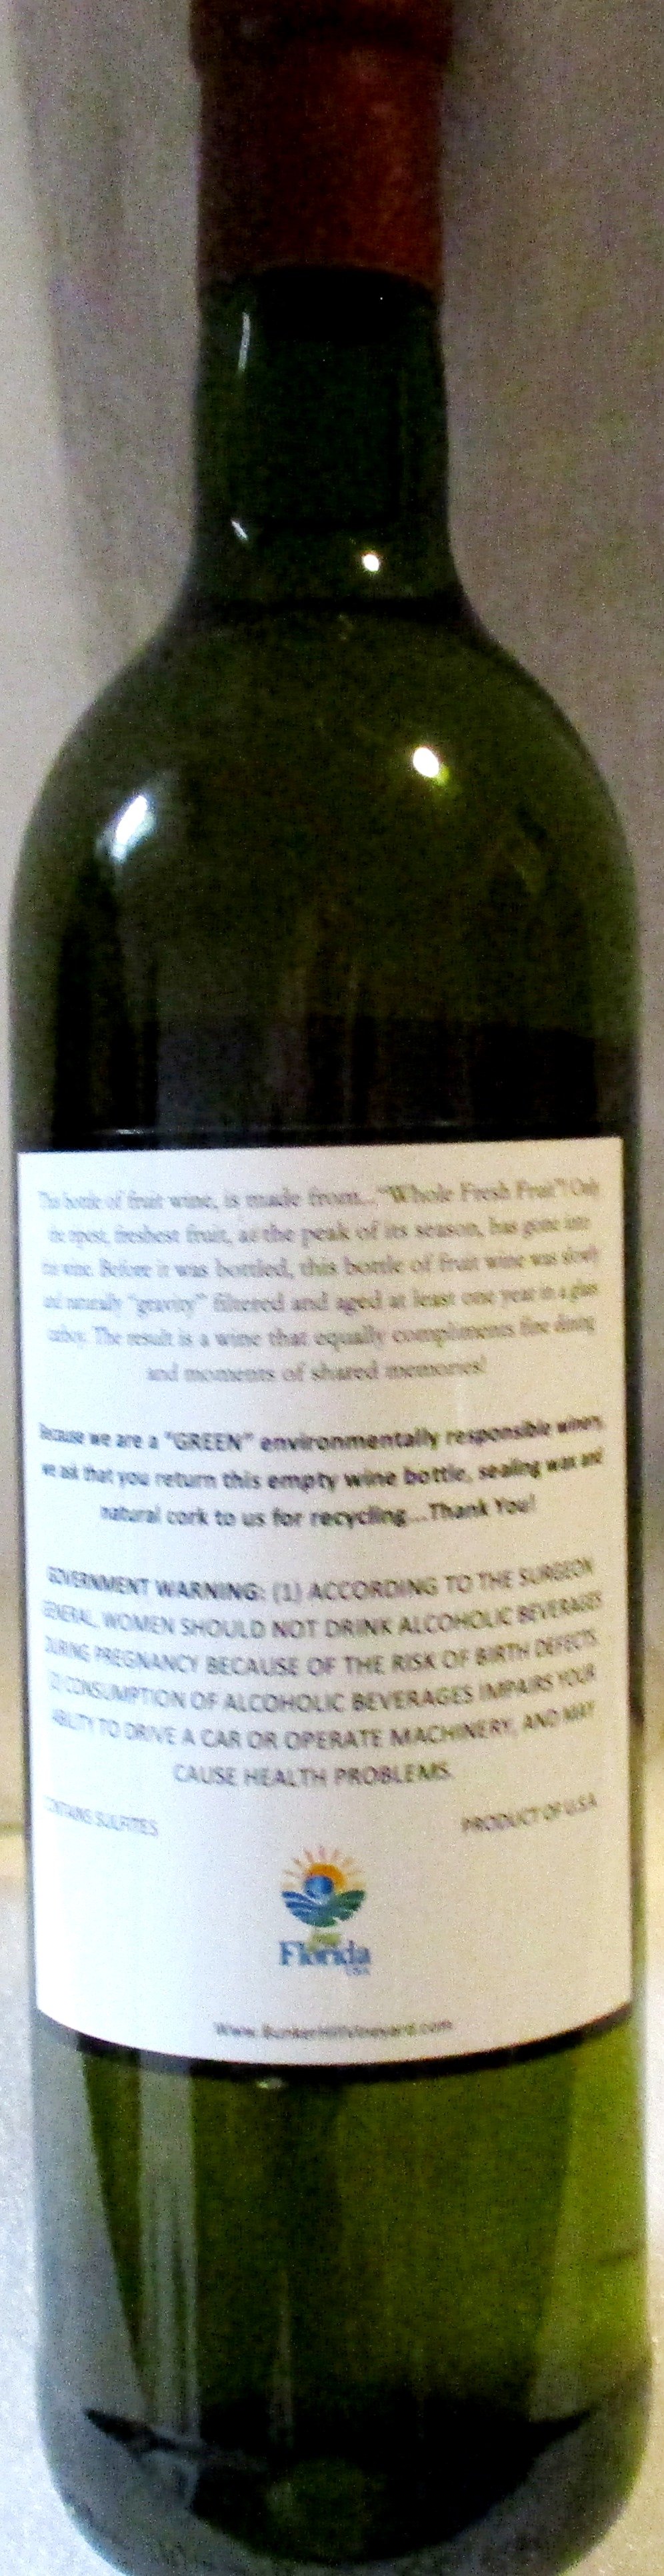 This bottle of fruit wine, is made from..."Whole Fresh Fruit"! Only
the ripest, freshest fruit, at the peak of its season, has gone into
this wine. Before it was bottled, this bottle of fruit wine was slowly
and naturally "gravity" filtered and aged at least one year in a glass
carboy. The result is a wine that equally compliments fine dining
and moments of shared memories!
Because we are a "GREEN" environmentally responsible winery,
we ask that you return this empty wine bottle, sealing wax and
natural cork to us for recycling...Thank You!
GOVERNMENT WARNING: (1) ACCORDING TO THE SURGEON
GENERAL, WOMEN SHOULD NOT DRINK ALCOHOLIC BEVERAGES
DURING PREGNANCY BECAUSE OF THE RISK OF BIRTH DEFECTS.
(2) CONSUMPTION OF ALCOHOLIC BEVERAGES IMPAIRS YOUR
ABILITY TO DRIVE A CAR OR OPERATE MACHINERY, AND MAY
CAUSE HEALTH PROBLEMS.
CONTAINS SULFITES PRODUCT OF U.S.A
Florida
Www.BunkerHillVineyard.com